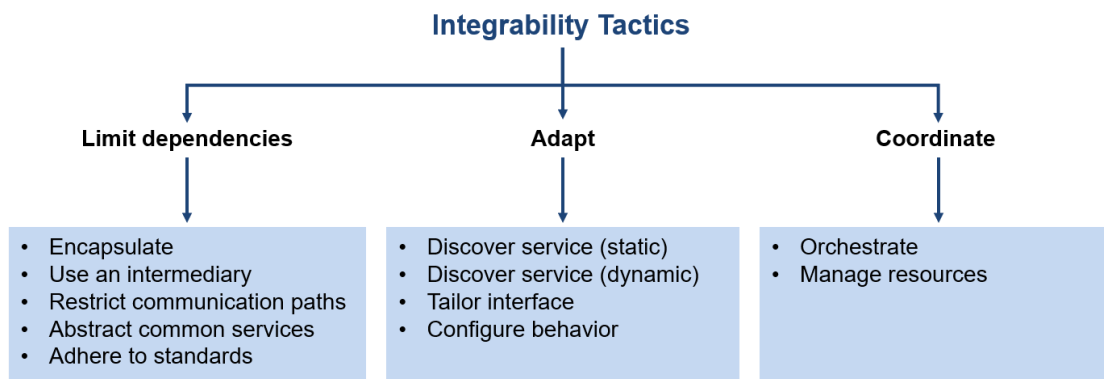 Integrability Tactics
Limit dependencies
Adapt
Coordinate
• Encapsulate
• Use an intermediary
• Restrict communication paths
• Abstract common services
• Adhere to standards
• Discover service (static)
• Discover service (dynamic)
• Tailor interface
• Configure behavior
• Orchestrate
• Manage resources